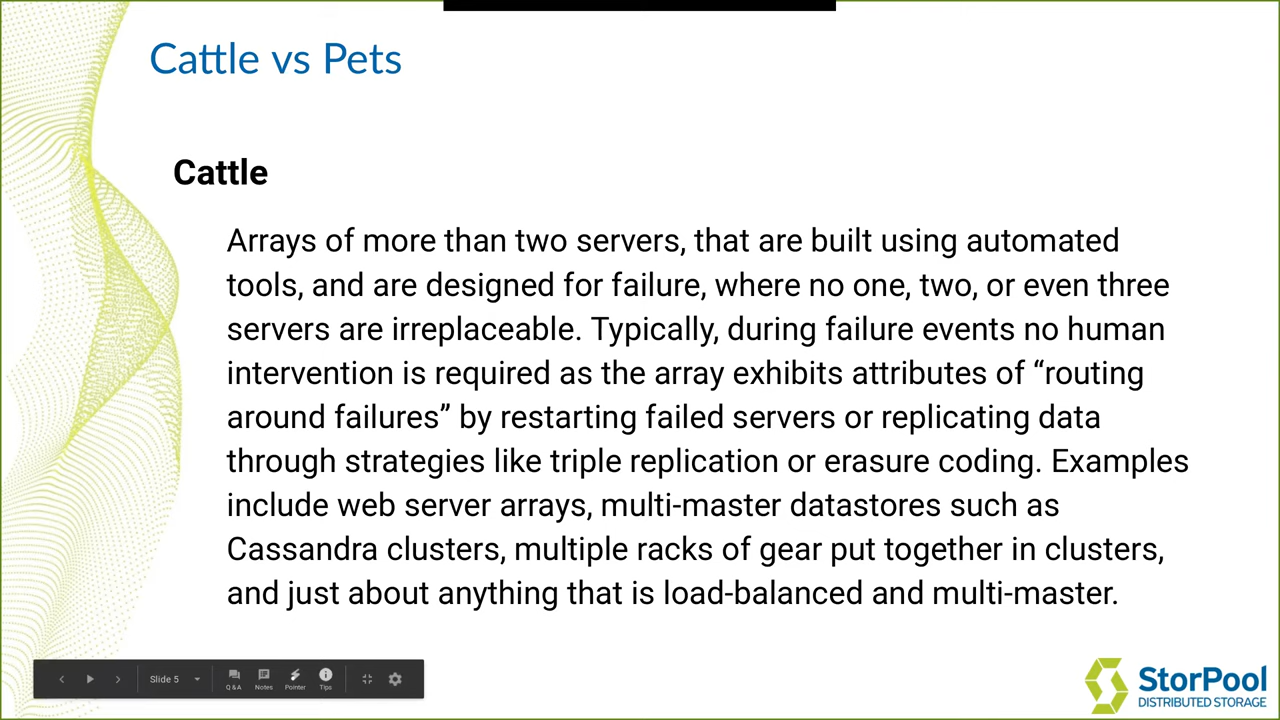 Cattle vs Pets
Cattle
Arrays of more than two servers, that are built using automated
tools, and are designed for failure, where no one, two, or even three
servers are irreplaceable. Typically, during failure events no human
intervention is required as the array exhibits attributes of “routing
around failures” by restarting failed servers or replicating data
through strategies like triple replication or erasure coding. Examples
include web server arrays, multi-master datastores such as
Cassandra clusters, multiple racks of gear put together in clusters,
and just about anything that is load-balanced and multi-master.
Slide 5
Q&A Notes Pointer Tips
StorPool
DISTRIBUTED STORAGE